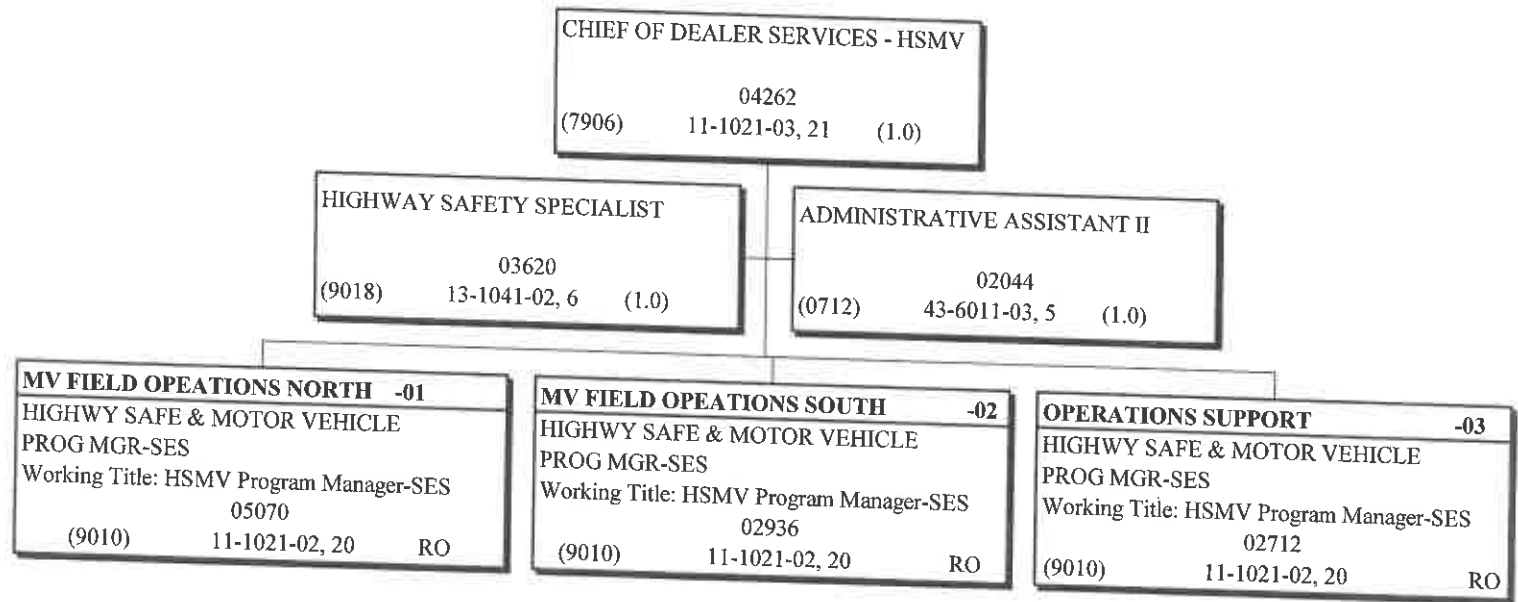 CHIEF OF DEALER SERVICES - HSMV
04262
(7906) 11-1021-03, 21 (1.0)
HIGHWAY SAFETY SPECIALIST
03620
(9018) 13-1041-02, 6 (1.0)
ADMINISTRATIVE ASSISTANT II
02044
(0712) 43-6011-03, 5 (1.0)
MV FIELD OPEATIONS NORTH -01
HIGHWY SAFE & MOTOR VEHICLE
PROG MGR-SES
Working Title: HSMV Program Manager-SES
05070
(9010) 11-1021-02, 20 RO
MV FIELD OPEATIONS SOUTH -02
HIGHWY SAFE & MOTOR VEHICLE
PROG MGR-SES
Working Title: HSMV Program Manager-SES
02936
(9010) 11-1021-02, 20 RO
OPERATIONS SUPPORT -03
HIGHWY SAFE & MOTOR VEHICLE
PROG MGR-SES
Working Title: HSMV Program Manager-SES
02712
(9010) 11-1021-02, 20 RO